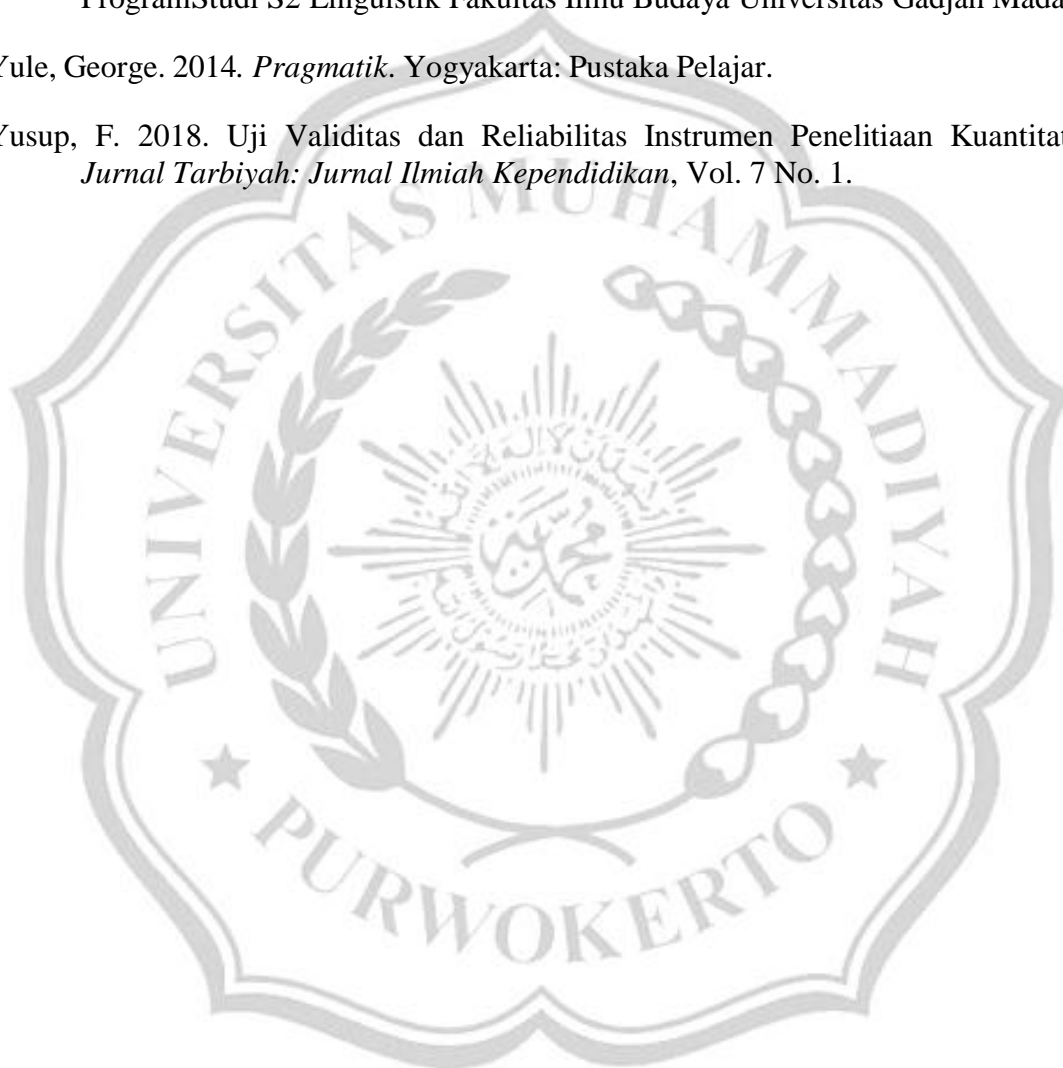 ProgramStudi S2 Linguistik Fakultas Ilmu Budaya Universitas Gadjah Mada
Yule, George. 2014. Pragmatik. Yogyakarta: Pustaka Pelajar.
Yusup, F. 2018. Uji Validitas dan Reliabilitas Instrumen Penelitiaan Kuantitat
Jurnal Tarbiyah: Jurnal Ilmiah Kependidikan, Vol. 7 No. 1.
UNIVERSITAS MUHAMMADIYAH
PURWOKERTO